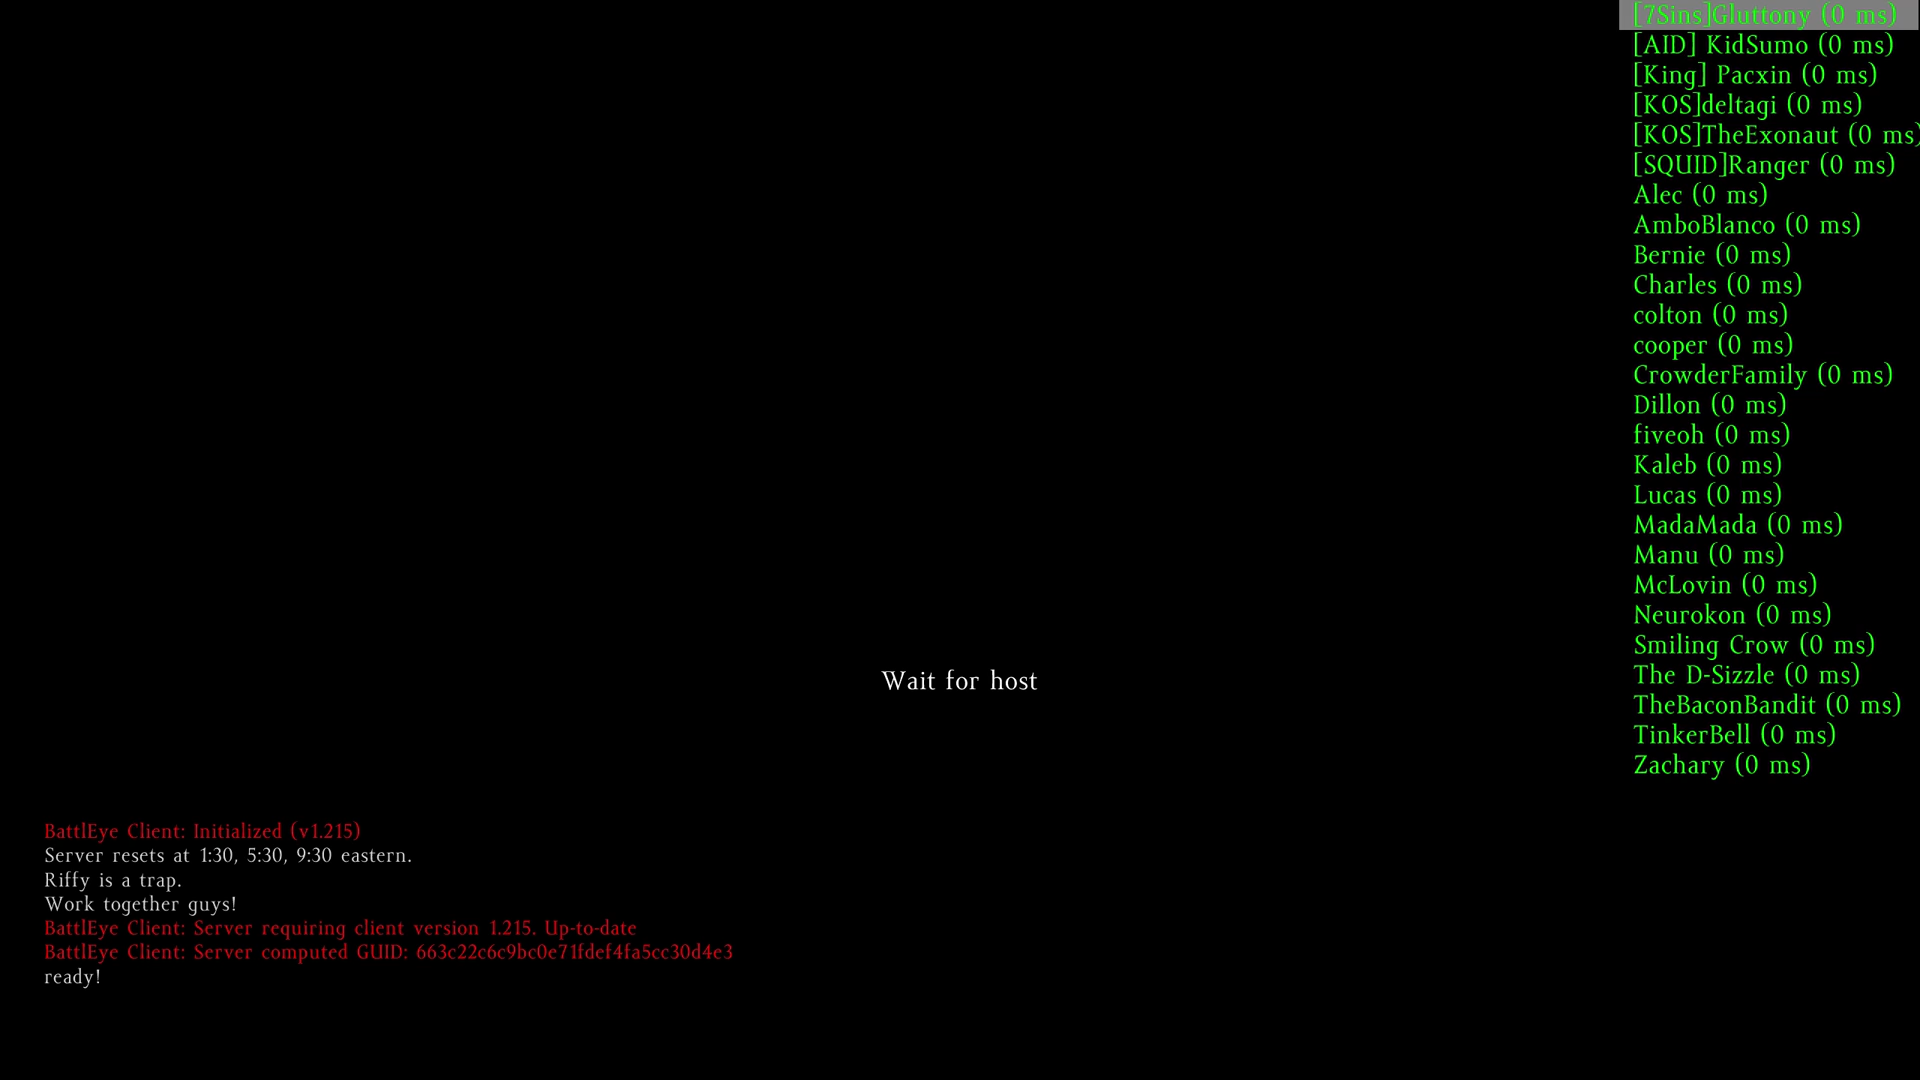 [7Sins]Gluttony (0 ms)
[AID] KidSumo (0 ms)
[King] Pacxin (0 ms)
[KOS]deltagi (0 ms)
[KOS]TheExonaut (0 ms)
[SQUID]Ranger (0 ms)
Alec (0 ms)
AmboBlanco (0 ms)
Bernie (0 ms)
Charles (0 ms)
colton (0 ms)
cooper (0 ms)
CrowderFamily (0 ms)
Dillon (0 ms)
fiveoh (0 ms)
Kaleb (0 ms)
Lucas (0 ms)
MadaMada (0 ms)
Manu (0 ms)
McLovin (0 ms)
Neurokon (0 ms)
Smiling Crow (0 ms)
The D-Sizzle (0 ms)
TheBaconBandit (0 ms)
TinkerBell (0 ms)
Zachary (0 ms)
Wait for host
BattlEye Client: Initialized (v1.215)
Server resets at 1:30, 5:30, 9:30 eastern.
Riffy is a trap.
Work together guys!
BattlEye Client: Server requiring client version 1.215. Up-to-date
BattlEye Client: Server computed GUID: 663c22c6c9bc0e71fdef4fa5cc30d4e3
ready!